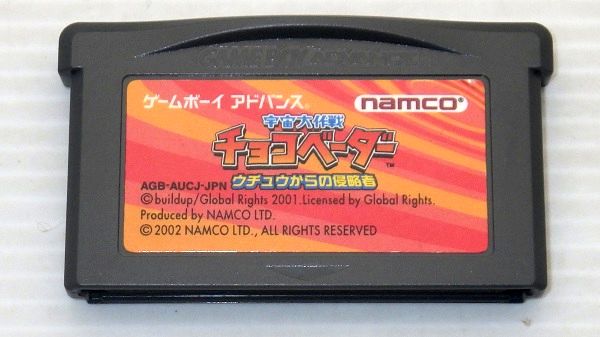 GAME BOY ADVANCE
ゲームボーイ アドバンス®
namco®
宇宙大作戦
チョコベーダー™
ウチュウからの侵略者
AGB-AUCJ-JPN
©buildup/Global Rights 2001. Licensed by Global Rights.
Produced by NAMCO LTD.
©2002 NAMCO LTD., ALL RIGHTS RESERVED